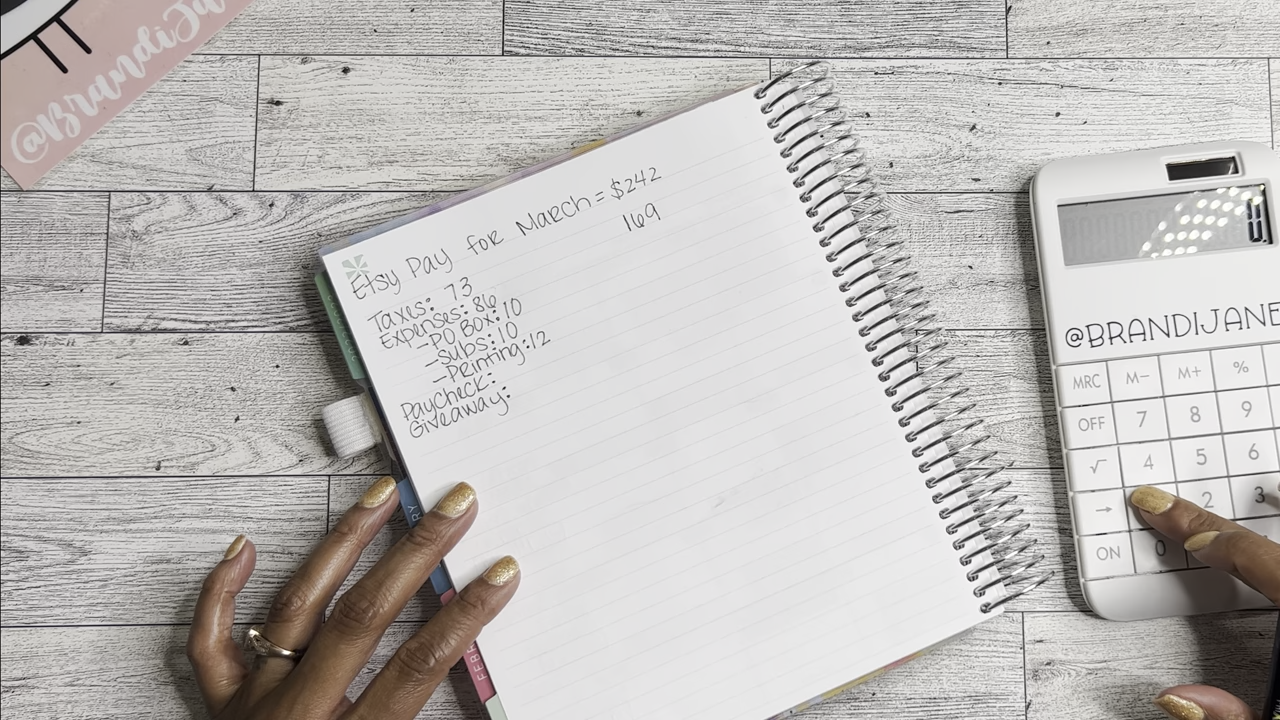 @BrandiJa
Etsy Pay for March = $242
169
Taxes: 73
Expenses: 86
-PO Box: 10
-Subs: 10
-Printing: 12
Paycheck:
Giveaway:
@BRANDIJANE
MRC M- M+ %
OFF 7 8 9
√ 4 5 6
→ 2 3
ON 0